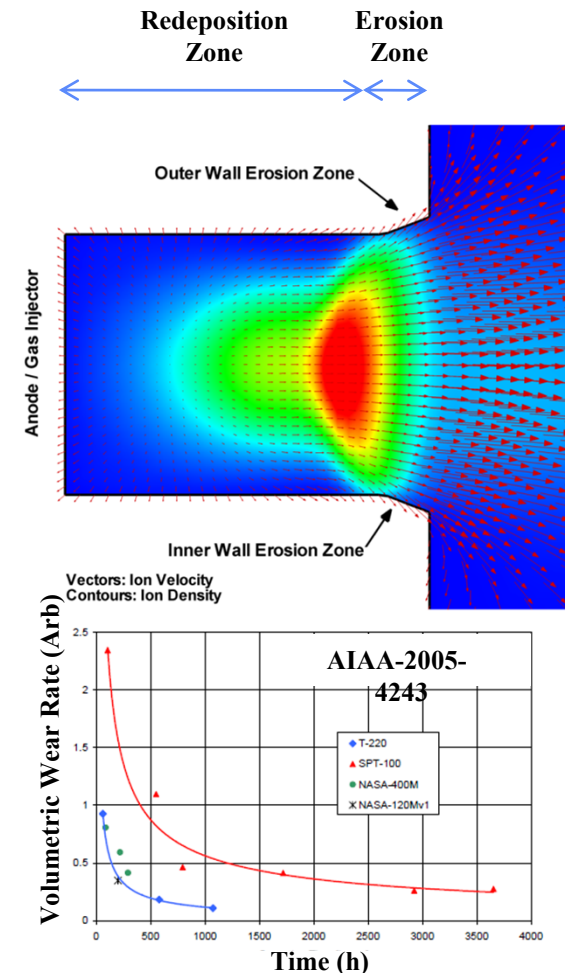 Redeposition
Zone
Erosion
Zone
Outer Wall Erosion Zone
Anode / Gas Injector
Inner Wall Erosion Zone
Vectors: Ion Velocity
Contours: Ion Density
Volumetric Wear Rate (Arb)
2.5
2
1.5
1
0.5
0
AIAA-2005-
4243
T-220
SPT-100
NASA-400M
NASA-120Mv1
0 500 1000 1500 2000 2500 3000 3500 4000
Time (h)